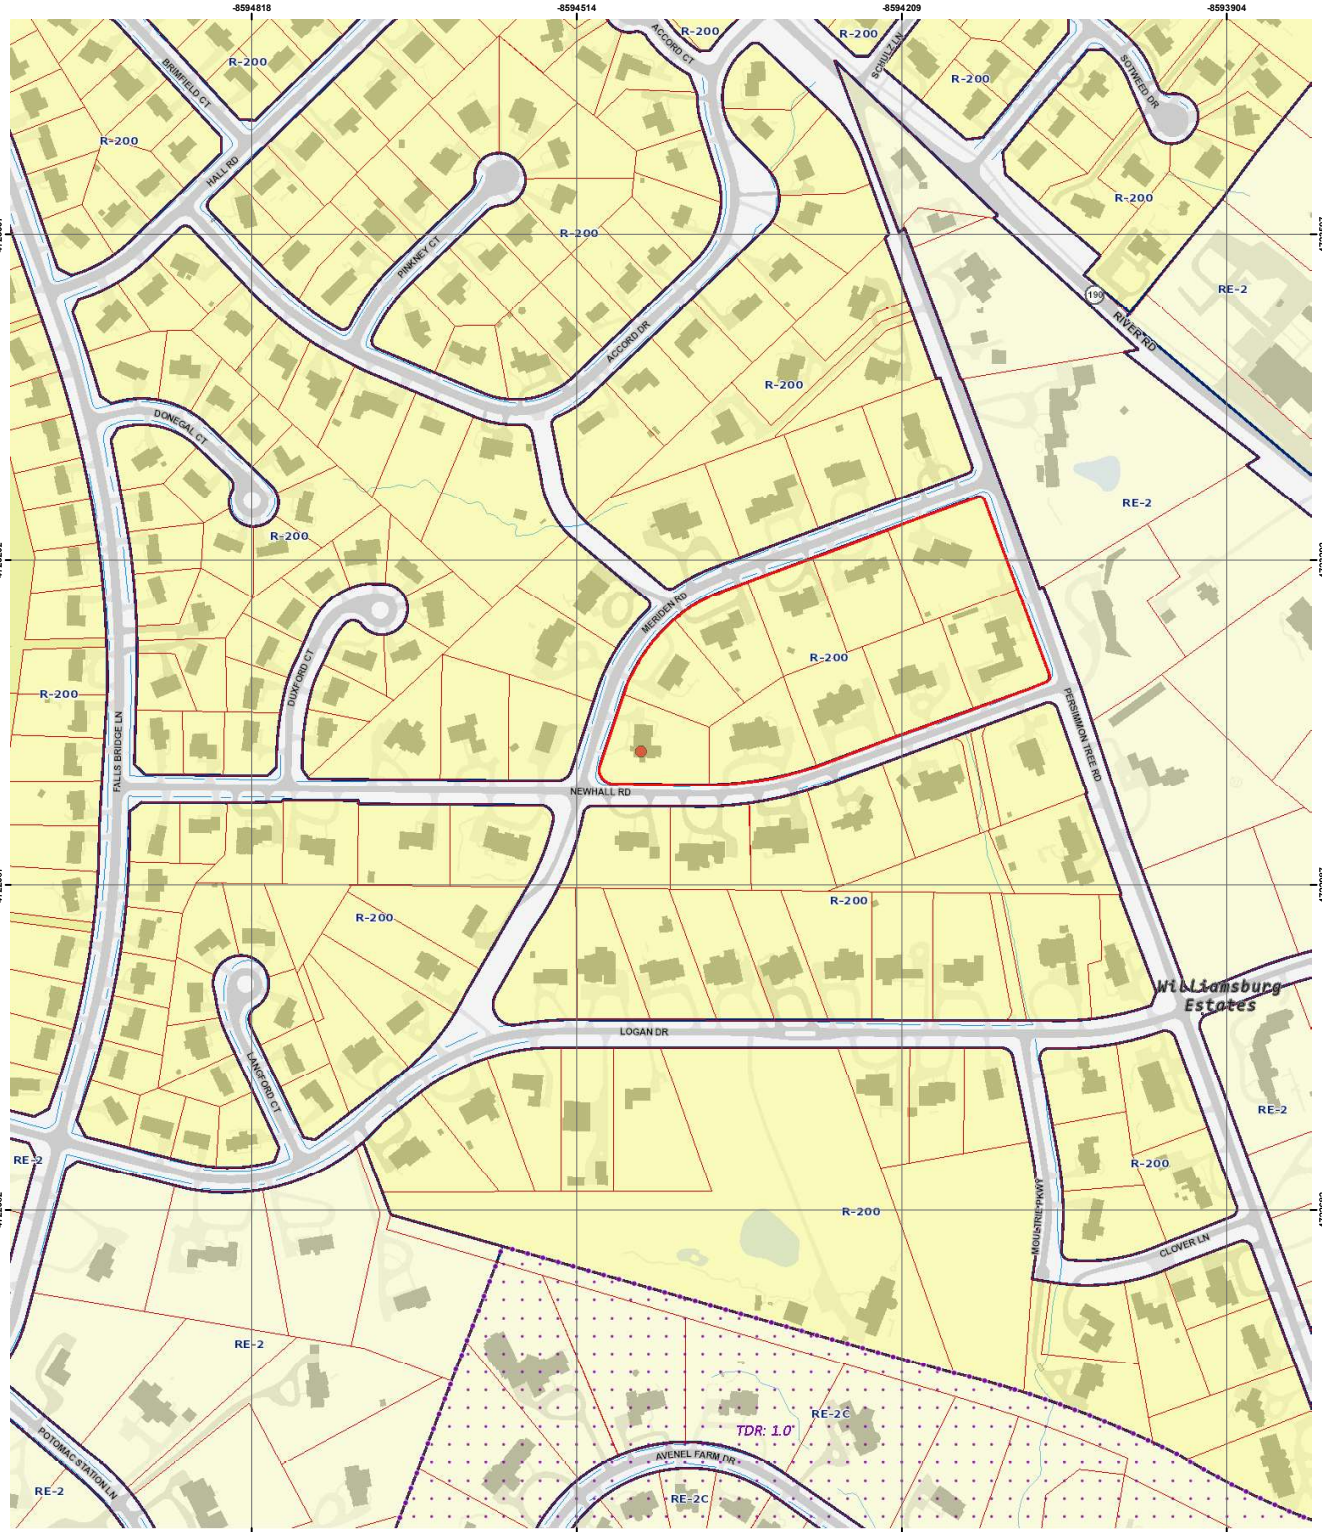 -8594818
-8594514
-8594209
-8593904
R-200
R-200
R-200
ACCORD CT
SCHULZ LN
BRIMFIELD CT
R-200
SOTWEED DR
R-200
HALL RD
R-200
R-200
PINKNEY CT
RE-2
190
RIVER RD
ACCORD DR
R-200
DONEGAL CT
RE-2
R-200
MERIDEN RD
R-200
DUXFORD CT
R-200
PERSIMMON TREE RD
FALLS BRIDGE LN
NEWHALL RD
R-200
R-200
Williamsburg
Estates
LOGAN DR
LANGFORD CT
RE-2
RE-2
R-200
MOULTRIE PKWY
R-200
CLOVER LN
RE-2
RE-2C
TDR: 1.0
POTOMAC STATION LN
AVENEL FARM DR
RE-2
RE-2C